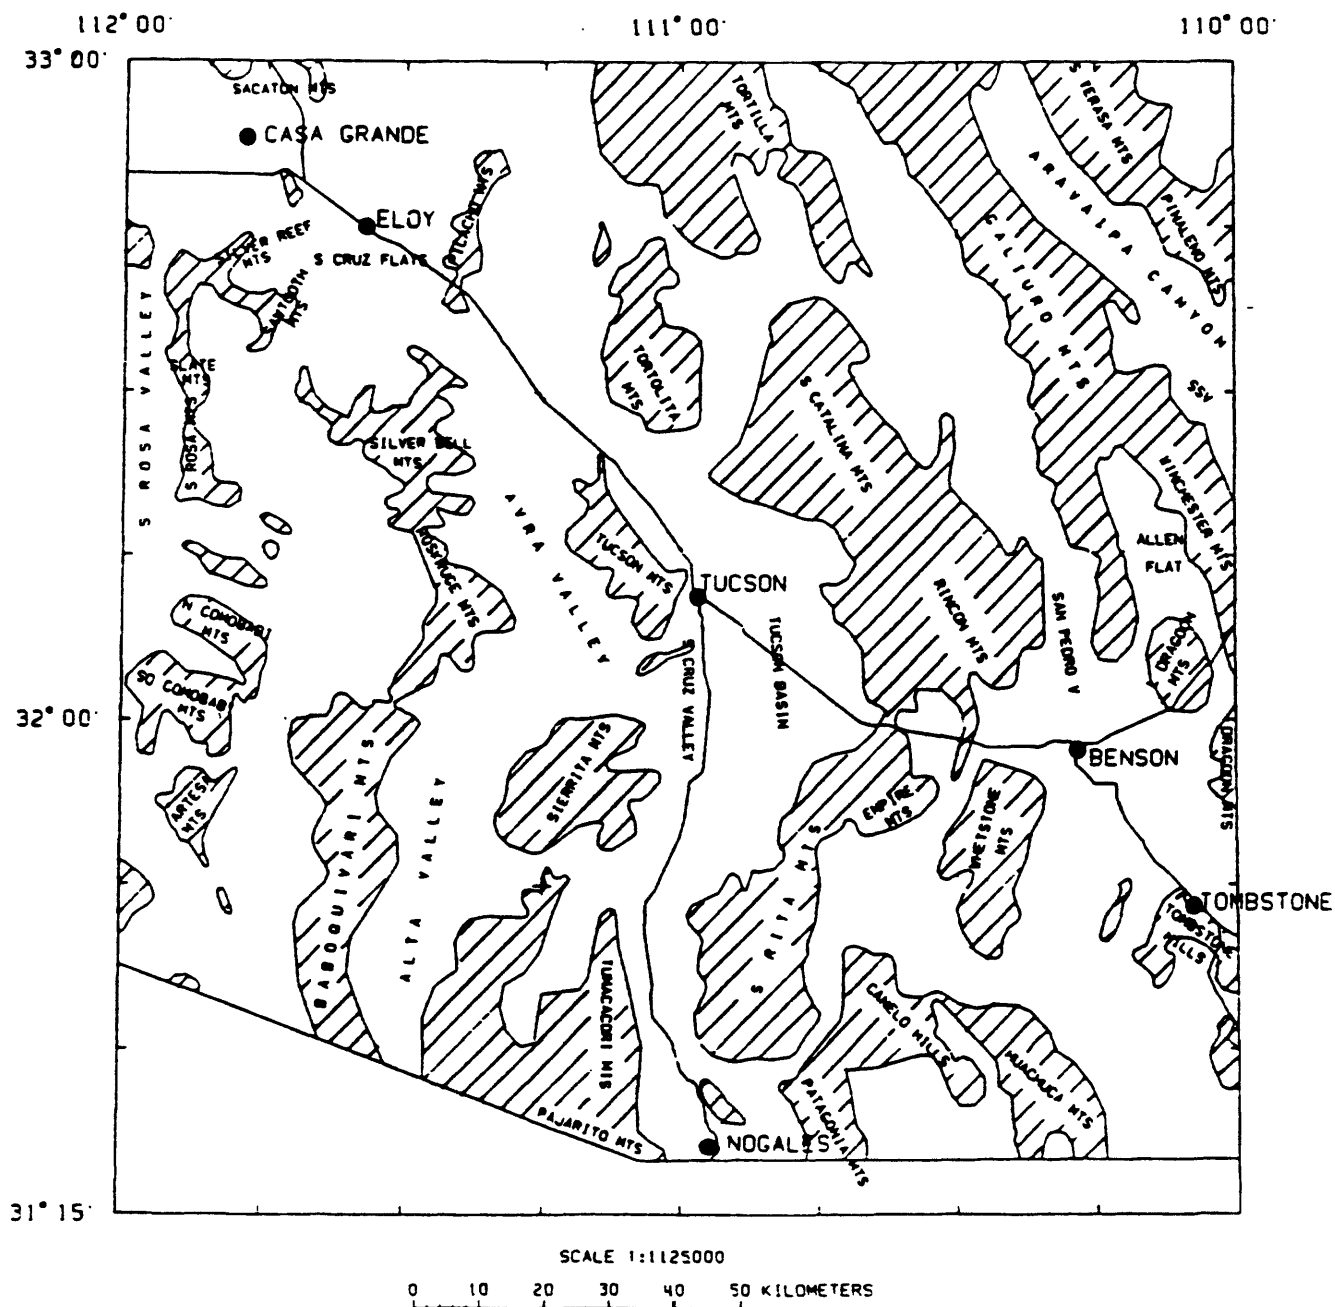 112° 00'
111° 00'
110° 00'
33° 00'
SACATON MTS
CASA GRANDE
TORTILLA
MTS
S TERASA MTS
ARAVALPA CANYON
PINALENO MTS
ELOY
PICACHO MTS
SILVER REEF
MTS
S CRUZ FLATS
SAWTOOTH
MTS
GALIURO MTS
S ROSA VALLEY
SLATE
MTS
TORTOLITA
MTS
S CATALINA MTS
SSV
S ROSA MTS
SILVER BELL
MTS
WINCHESTER MTS
AVRA VALLEY
ROSKRUGE MTS
TUCSON MTS
ALLEN
FLAT
TUCSON
RINCON MTS
SAN PEDRO V
N COMOBABI
MTS
TUCSON BASIN
S CRUZ VALLEY
DRAGOON
MTS
SO COMOBABI
MTS
32° 00'
BENSON
DRAGOON MTS
ARTESA
MTS
BABOQUIVARI MTS
ALTA VALLEY
SIERRITA MTS
EMPIRE
MTS
WHETSTONE
MTS
S RITA MTS
TOMBSTONE
TOMBSTONE
HILLS
TUMACACORI MTS
CANELO HILLS
HUACHUCA MTS
PATAGONIA MTS
PAJARITO MTS
NOGALES
31° 15'
SCALE 1:1125000
0 10 20 30 40 50 KILOMETERS